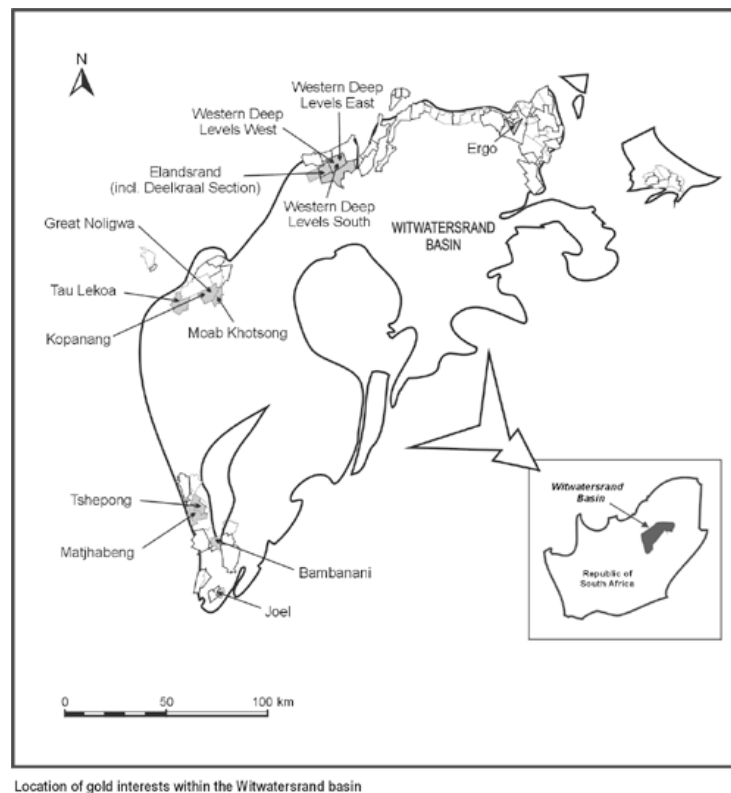 N
Western Deep
Levels East
Western Deep
Levels West
Ergo
Elandsrand
(incl. Deelkraal Section)
Western Deep
Levels South
Great Noligwa
WITWATERSRAND
BASIN
Tau Lekoa
Kopanang
Moab Khotsong
Tshepong
Matjhabeng
Bambanani
Joel
Witwatersrand
Basin
Republic of
South Africa
0 50 100 km
Location of gold interests within the Witwatersrand basin